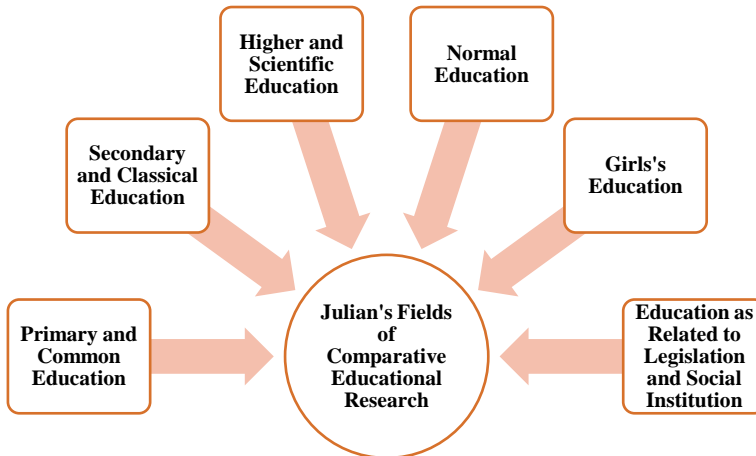 Higher and
Scientific
Education
Normal
Education
Secondary
and Classical
Education
Girls's
Education
Primary and
Common
Education
Julian's Fields
of
Comparative
Educational
Research
Education as
Related to
Legislation
and Social
Institution